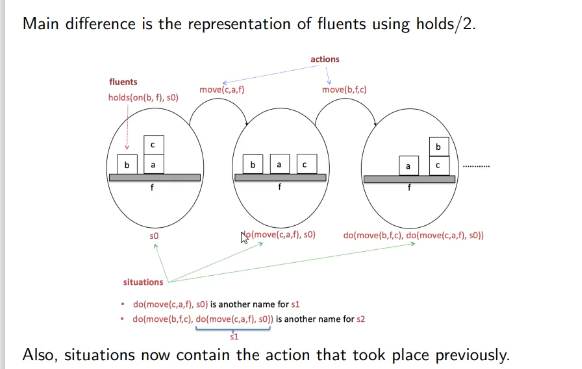 Main difference is the representation of fluents using holds/2.
actions
fluents
holds(on(b, f), s0)
move(c,a,f)
move(b,f,c)
c
b
a
f
b
a
c
f
b
a
c
f
............
s0
do(move(c,a,f), s0)
do(move(b,f,c), do(move(c,a,f), s0))
situations
• do(move(c,a,f), s0) is another name for s1
• do(move(b,f,c), do(move(c,a,f), s0)) is another name for s2
s1
Also, situations now contain the action that took place previously.